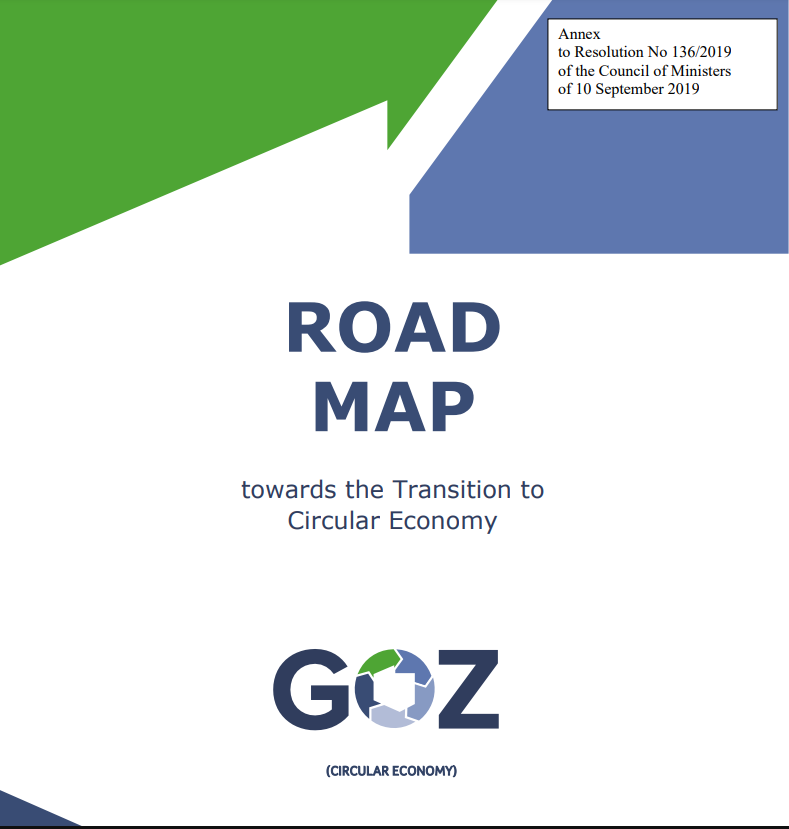 Annex
to Resolution No 136/2019
of the Council of Ministers
of 10 September 2019
ROAD
MAP
towards the Transition to
Circular Economy
GOZ
(CIRCULAR ECONOMY)